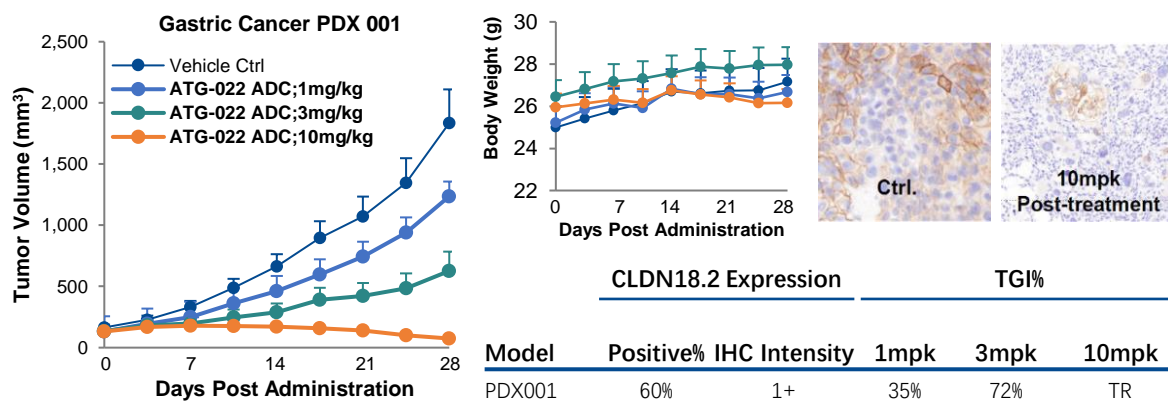 Gastric Cancer PDX 001
2,500
2,000
1,500
1,000
500
0
Tumor Volume (mm³)
Vehicle Ctrl
ATG-022 ADC;1mg/kg
ATG-022 ADC;3mg/kg
ATG-022 ADC;10mg/kg
0 7 14 21 28
Days Post Administration
30
28
26
24
22
Body Weight (g)
0 7 14 21 28
Days Post Administration
Ctrl.
10mpk
Post-treatment
CLDN18.2 Expression TGI%
Model Positive% IHC Intensity 1mpk 3mpk 10mpk
PDX001 60% 1+ 35% 72% TR